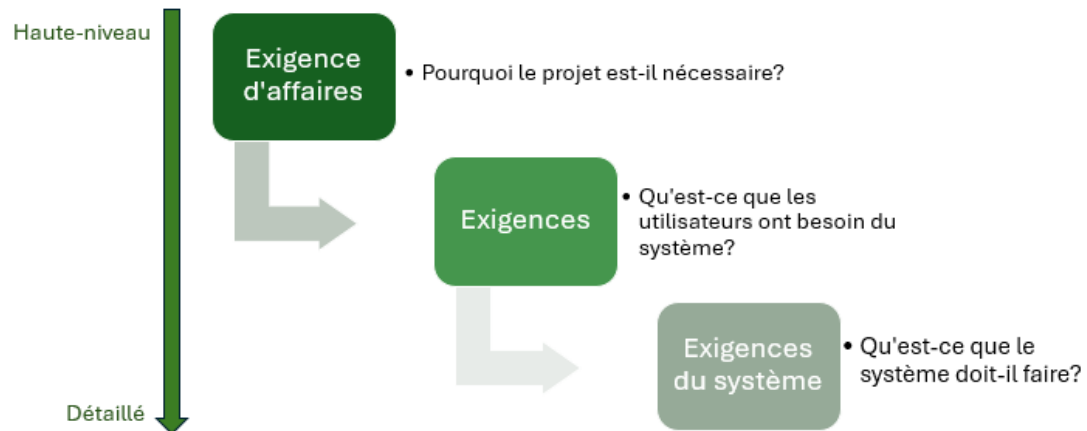 Haute-niveau
Exigence
d'affaires
• Pourquoi le projet est-il nécessaire?
Exigences
• Qu'est-ce que les
utilisateurs ont besoin du
système?
Exigences
du système
• Qu'est-ce que le
système doit-il faire?
Détaillé